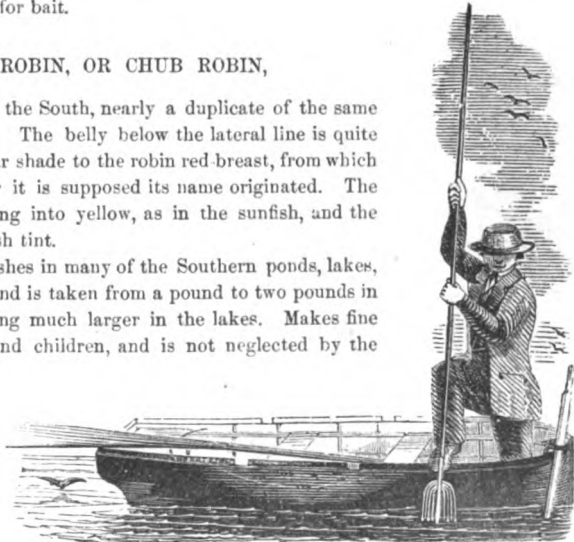 for bait.
ROBIN, OR CHUB ROBIN,
the South, nearly a duplicate of the same
The belly below the lateral line is quite
r shade to the robin red-breast, from which
it is supposed its name originated. The
ng into yellow, as in the sunfish, and the
sh tint.
shes in many of the Southern ponds, lakes,
nd is taken from a pound to two pounds in
ng much larger in the lakes. Makes fine
nd children, and is not neglected by the